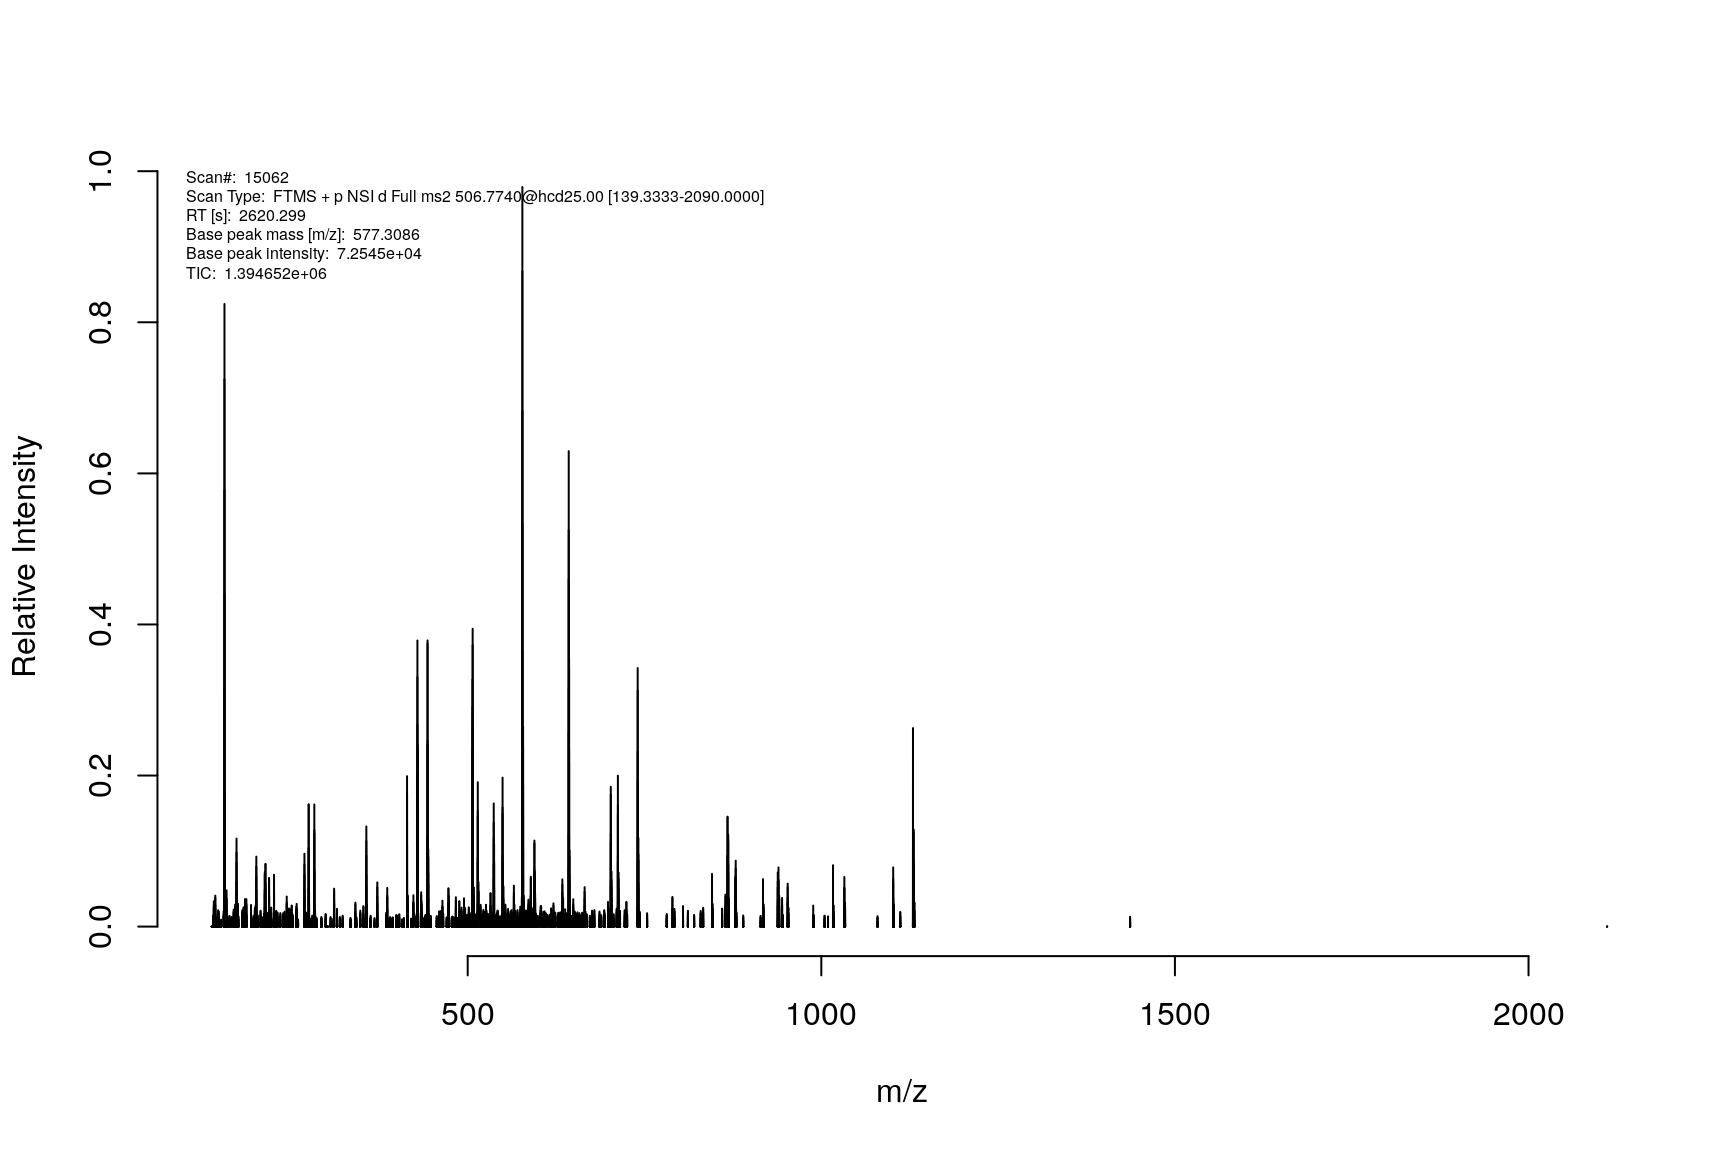 Scan#: 15062
Scan Type: FTMS + p NSI d Full ms2 506.7740@hcd25.00 [139.3333-2090.0000]
RT [s]: 2620.299
Base peak mass [m/z]: 577.3086
Base peak intensity: 7.2545e+04
TIC: 1.394652e+06
1.0
0.8
0.6
0.4
0.2
0.0
Relative Intensity
500 1000 1500 2000
m/z